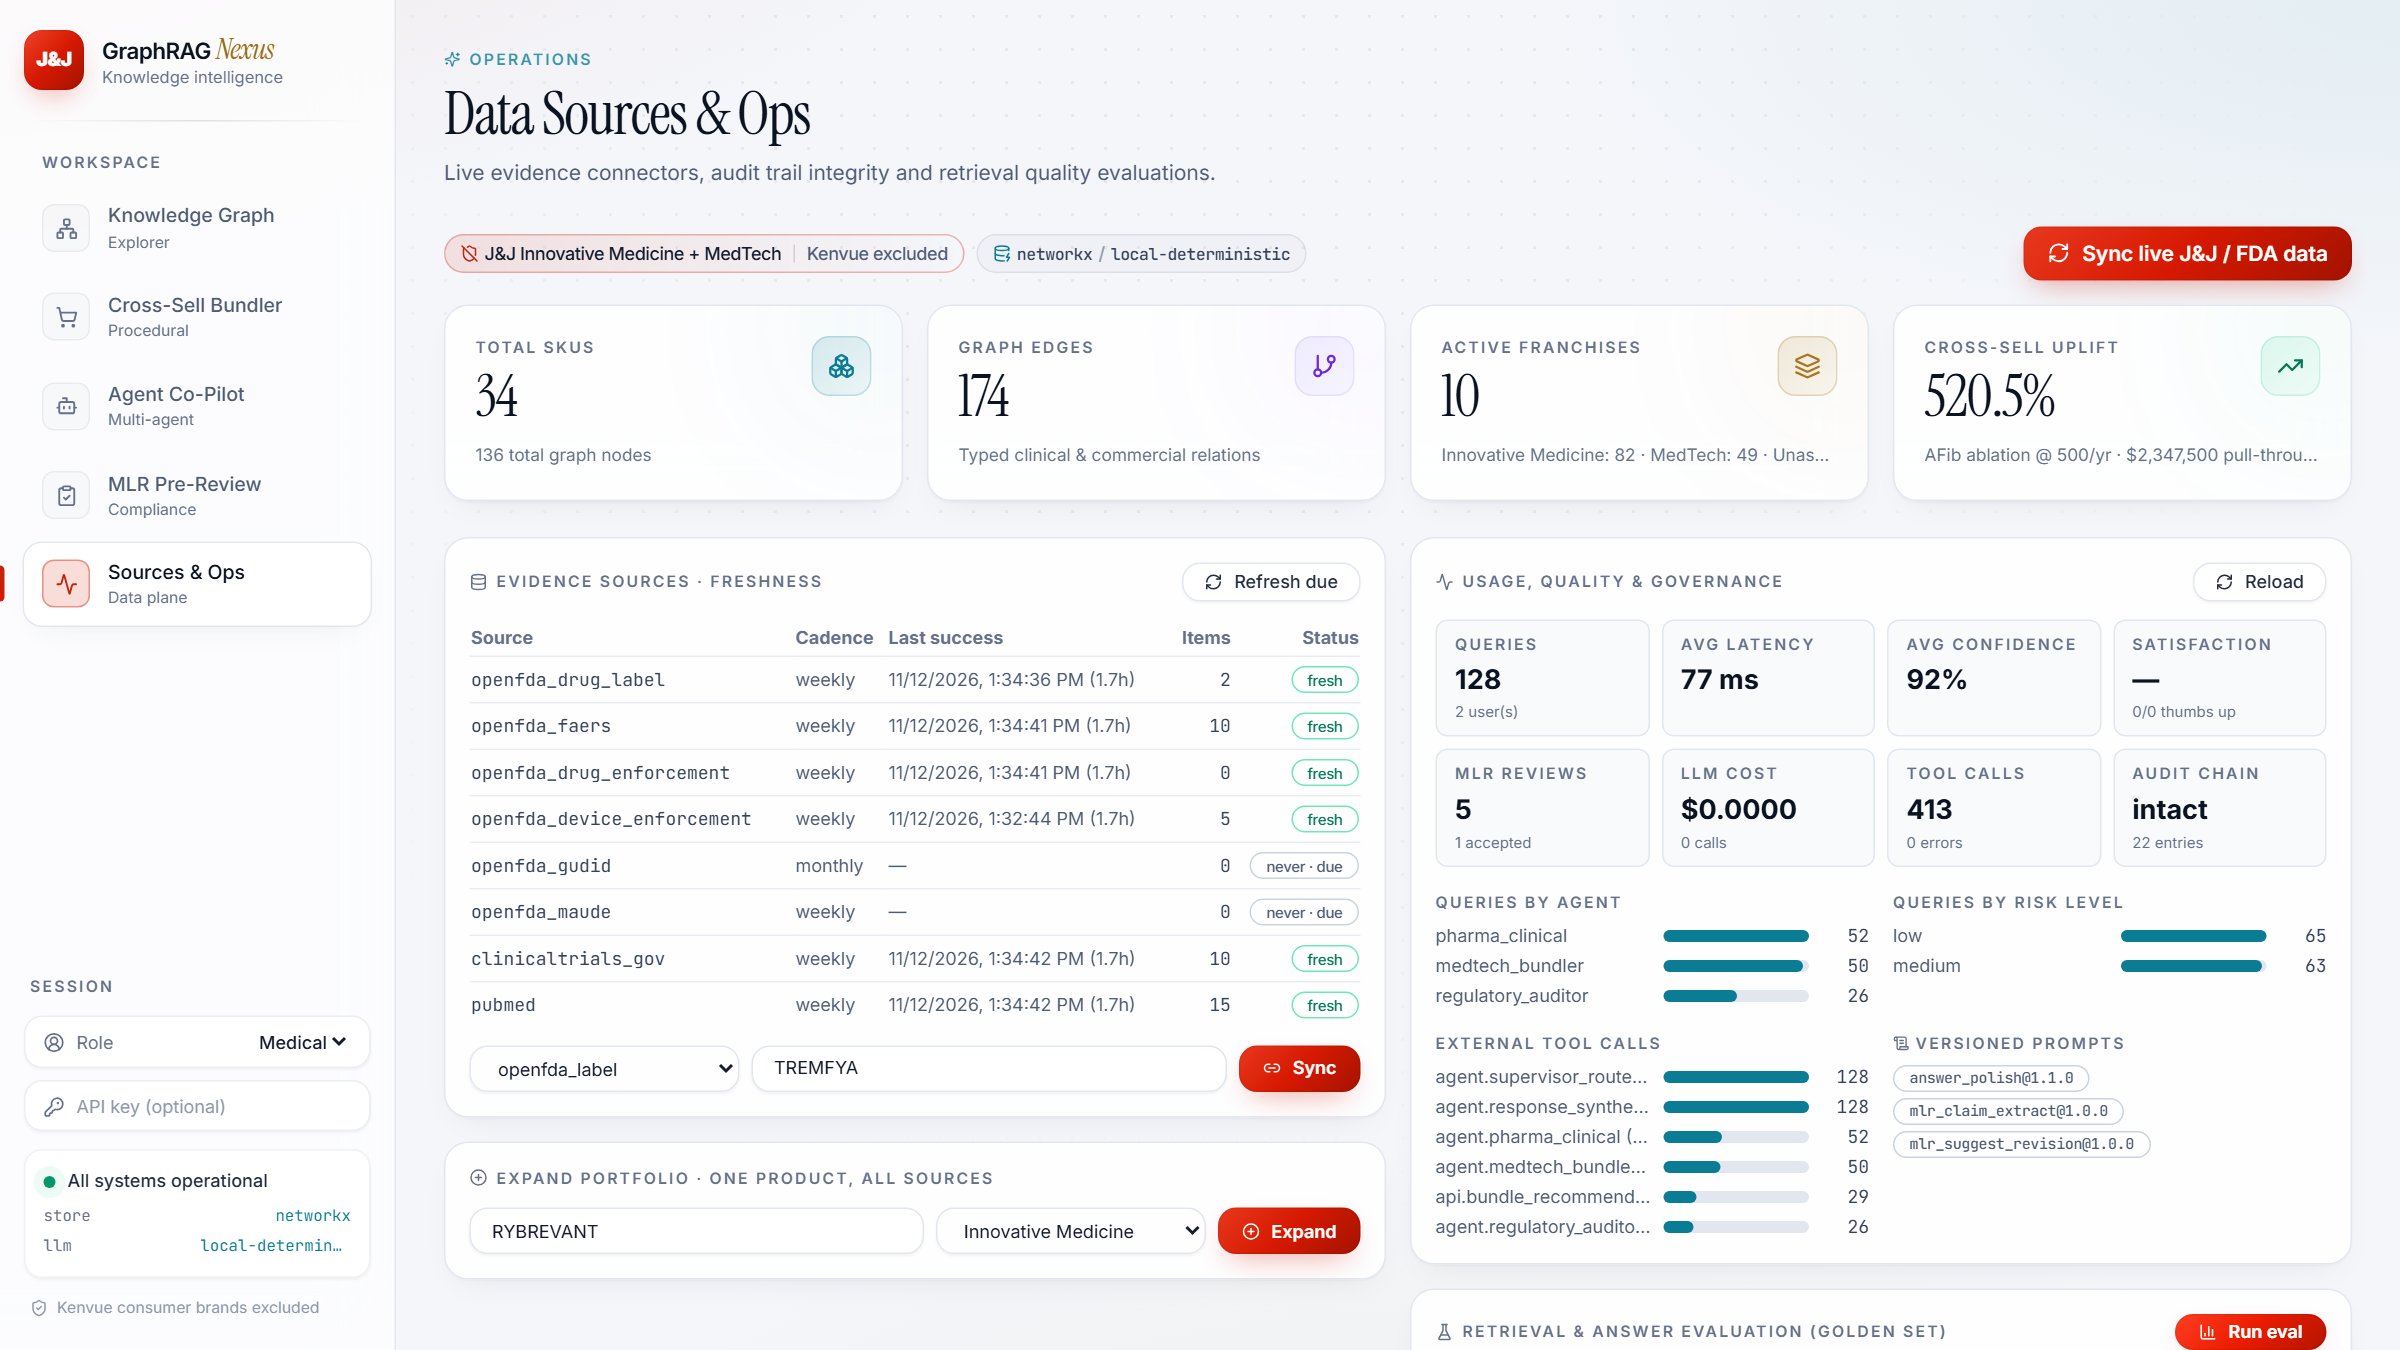 J&J
GraphRAG Nexus
Knowledge intelligence
WORKSPACE
Knowledge Graph
Explorer
Cross-Sell Bundler
Procedural
Agent Co-Pilot
Multi-agent
MLR Pre-Review
Compliance
Sources & Ops
Data plane
SESSION
Role
Medical
API key (optional)
All systems operational
store networkx
llm local-determin…
Kenvue consumer brands excluded
OPERATIONS
Data Sources & Ops
Live evidence connectors, audit trail integrity and retrieval quality evaluations.
J&J Innovative Medicine + MedTech | Kenvue excluded
networkx / local-deterministic
Sync live J&J / FDA data
TOTAL SKUS
34
136 total graph nodes
GRAPH EDGES
174
Typed clinical & commercial relations
ACTIVE FRANCHISES
10
Innovative Medicine: 82 · MedTech: 49 · Unas…
CROSS-SELL UPLIFT
520.5%
AFib ablation @ 500/yr · $2,347,500 pull-throu…
EVIDENCE SOURCES · FRESHNESS
Refresh due
Source Cadence Last success Items Status
openfda_drug_label weekly 11/12/2026, 1:34:36 PM (1.7h) 2 fresh
openfda_faers weekly 11/12/2026, 1:34:41 PM (1.7h) 10 fresh
openfda_drug_enforcement weekly 11/12/2026, 1:34:41 PM (1.7h) 0 fresh
openfda_device_enforcement weekly 11/12/2026, 1:32:44 PM (1.7h) 5 fresh
openfda_gudid monthly — 0 never · due
openfda_maude weekly — 0 never · due
clinicaltrials_gov weekly 11/12/2026, 1:34:42 PM (1.7h) 10 fresh
pubmed weekly 11/12/2026, 1:34:42 PM (1.7h) 15 fresh
openfda_label TREMFYA Sync
EXPAND PORTFOLIO · ONE PRODUCT, ALL SOURCES
RYBREVANT Innovative Medicine Expand
USAGE, QUALITY & GOVERNANCE
Reload
QUERIES
128
2 user(s)
AVG LATENCY
77 ms
AVG CONFIDENCE
92%
SATISFACTION
—
0/0 thumbs up
MLR REVIEWS
5
1 accepted
LLM COST
$0.0000
0 calls
TOOL CALLS
413
0 errors
AUDIT CHAIN
intact
22 entries
QUERIES BY AGENT
pharma_clinical 52
medtech_bundler 50
regulatory_auditor 26
QUERIES BY RISK LEVEL
low 65
medium 63
EXTERNAL TOOL CALLS
agent.supervisor_route… 128
agent.response_synthe… 128
agent.pharma_clinical (… 52
agent.medtech_bundle… 50
api.bundle_recommend… 29
agent.regulatory_audito… 26
VERSIONED PROMPTS
answer_polish@1.1.0
mlr_claim_extract@1.0.0
mlr_suggest_revision@1.0.0
RETRIEVAL & ANSWER EVALUATION (GOLDEN SET)
Run eval